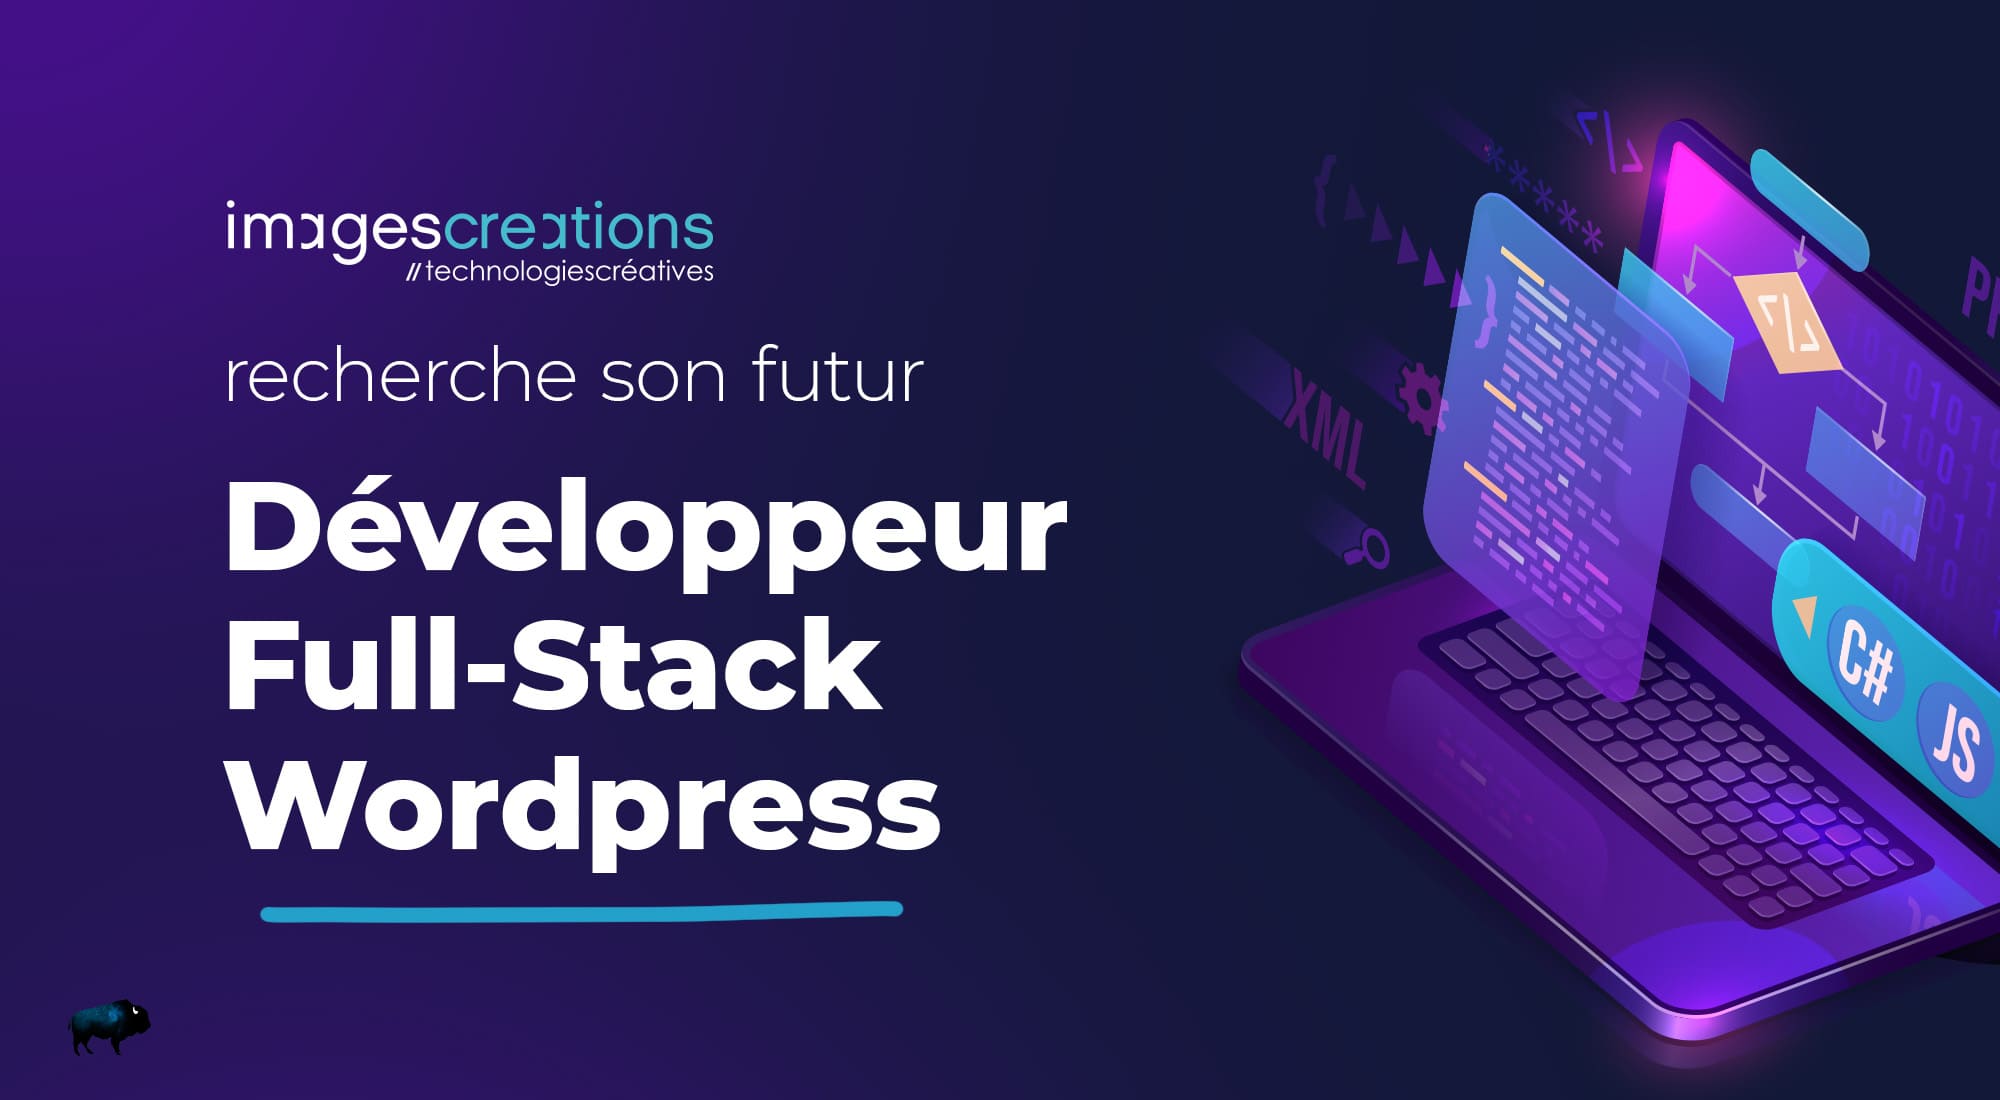 imagescreations
// technologiescréatives
recherche son futur
Développeur
Full-Stack
Wordpress
</>
*****
{
}
XML
</>
C#
JS